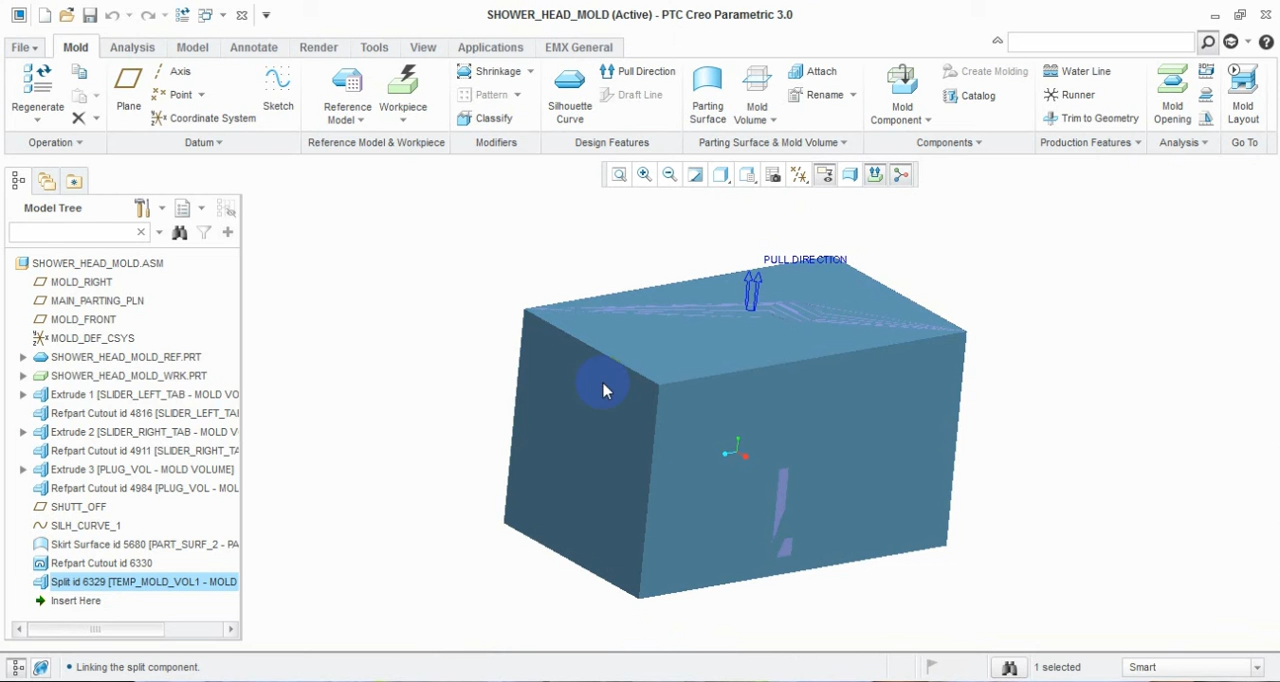 SHOWER_HEAD_MOLD (Active) - PTC Creo Parametric 3.0
File Mold Analysis Model Annotate Render Tools View Applications EMX General
Regenerate
Plane
Axis
Point
Coordinate System
Sketch
Reference Model
Workpiece
Shrinkage
Pattern
Classify
Silhouette Curve
Pull Direction
Draft Line
Parting Surface
Mold Volume
Attach
Rename
Mold Component
Create Molding
Catalog
Water Line
Runner
Trim to Geometry
Mold Opening
Mold Layout
Operation Datum Reference Model & Workpiece Modifiers Design Features Parting Surface & Mold Volume Components Production Features Analysis Go To
Model Tree
SHOWER_HEAD_MOLD.ASM
MOLD_RIGHT
MAIN_PARTING_PLN
MOLD_FRONT
MOLD_DEF_CSYS
SHOWER_HEAD_MOLD_REF.PRT
SHOWER_HEAD_MOLD_WRK.PRT
Extrude 1 [SLIDER_LEFT_TAB - MOLD VO
Refpart Cutout id 4816 [SLIDER_LEFT_TA
Extrude 2 [SLIDER_RIGHT_TAB - MOLD V
Refpart Cutout id 4911 [SLIDER_RIGHT_TA
Extrude 3 [PLUG_VOL - MOLD VOLUME]
Refpart Cutout id 4984 [PLUG_VOL - MOL
SHUTT_OFF
SILH_CURVE_1
Skirt Surface id 5680 [PART_SURF_2 - PA
Refpart Cutout id 6330
Split id 6329 [TEMP_MOLD_VOL1 - MOLD
Insert Here
PULL DIRECTION
Linking the split component.
1 selected
Smart